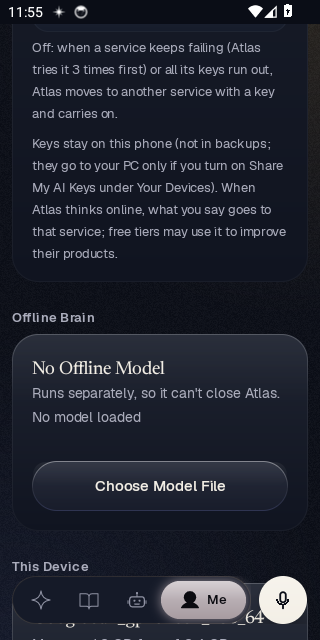 11:55
Off: when a service keeps failing (Atlas
tries it 3 times first) or all its keys run out,
Atlas moves to another service with a key
and carries on.
Keys stay on this phone (not in backups;
they go to your PC only if you turn on Share
My AI Keys under Your Devices). When
Atlas thinks online, what you say goes to
that service; free tiers may use it to improve
their products.
Offline Brain
No Offline Model
Runs separately, so it can't close Atlas.
No model loaded
Choose Model File
This Device
Me